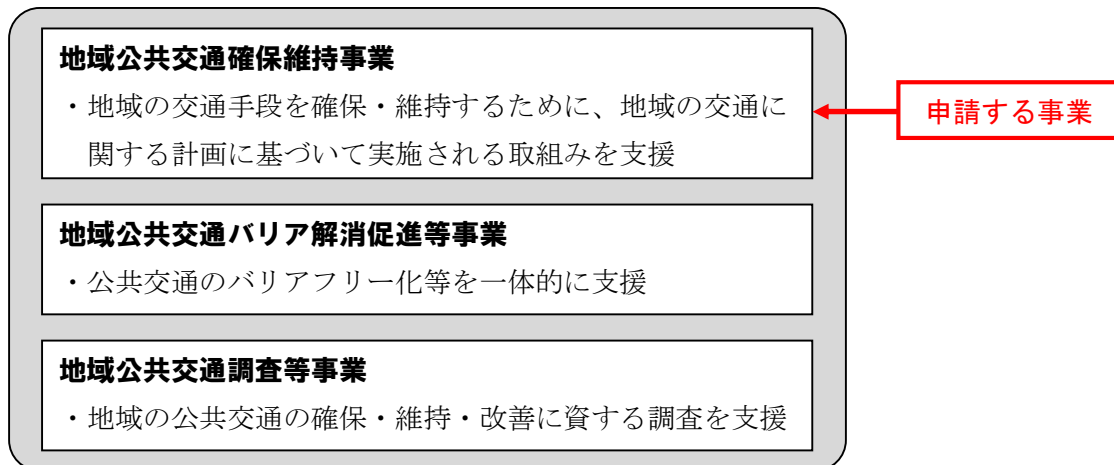 地域公共交通確保維持事業
・地域の交通手段を確保・維持するために、地域の交通に
関する計画に基づいて実施される取組みを支援
申請する事業
地域公共交通バリア解消促進等事業
・公共交通のバリアフリー化等を一体的に支援
地域公共交通調査等事業
・地域の公共交通の確保・維持・改善に資する調査を支援